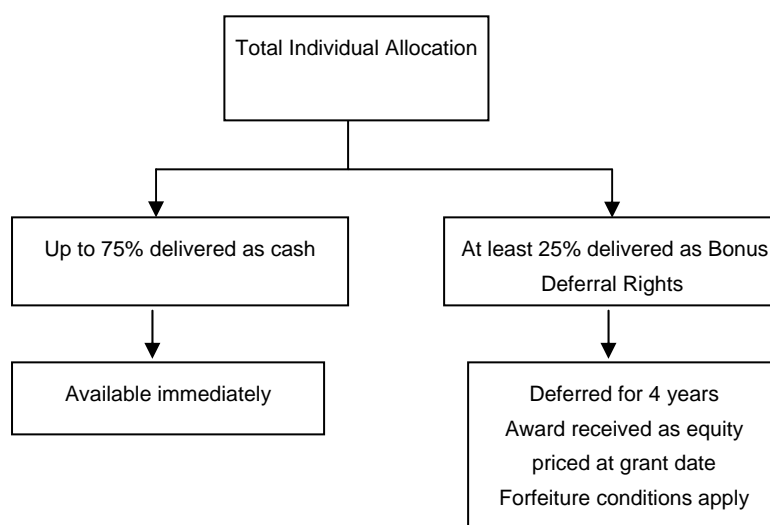 Total Individual Allocation
Up to 75% delivered as cash
At least 25% delivered as Bonus
Deferral Rights
Available immediately
Deferred for 4 years
Award received as equity
priced at grant date
Forfeiture conditions apply